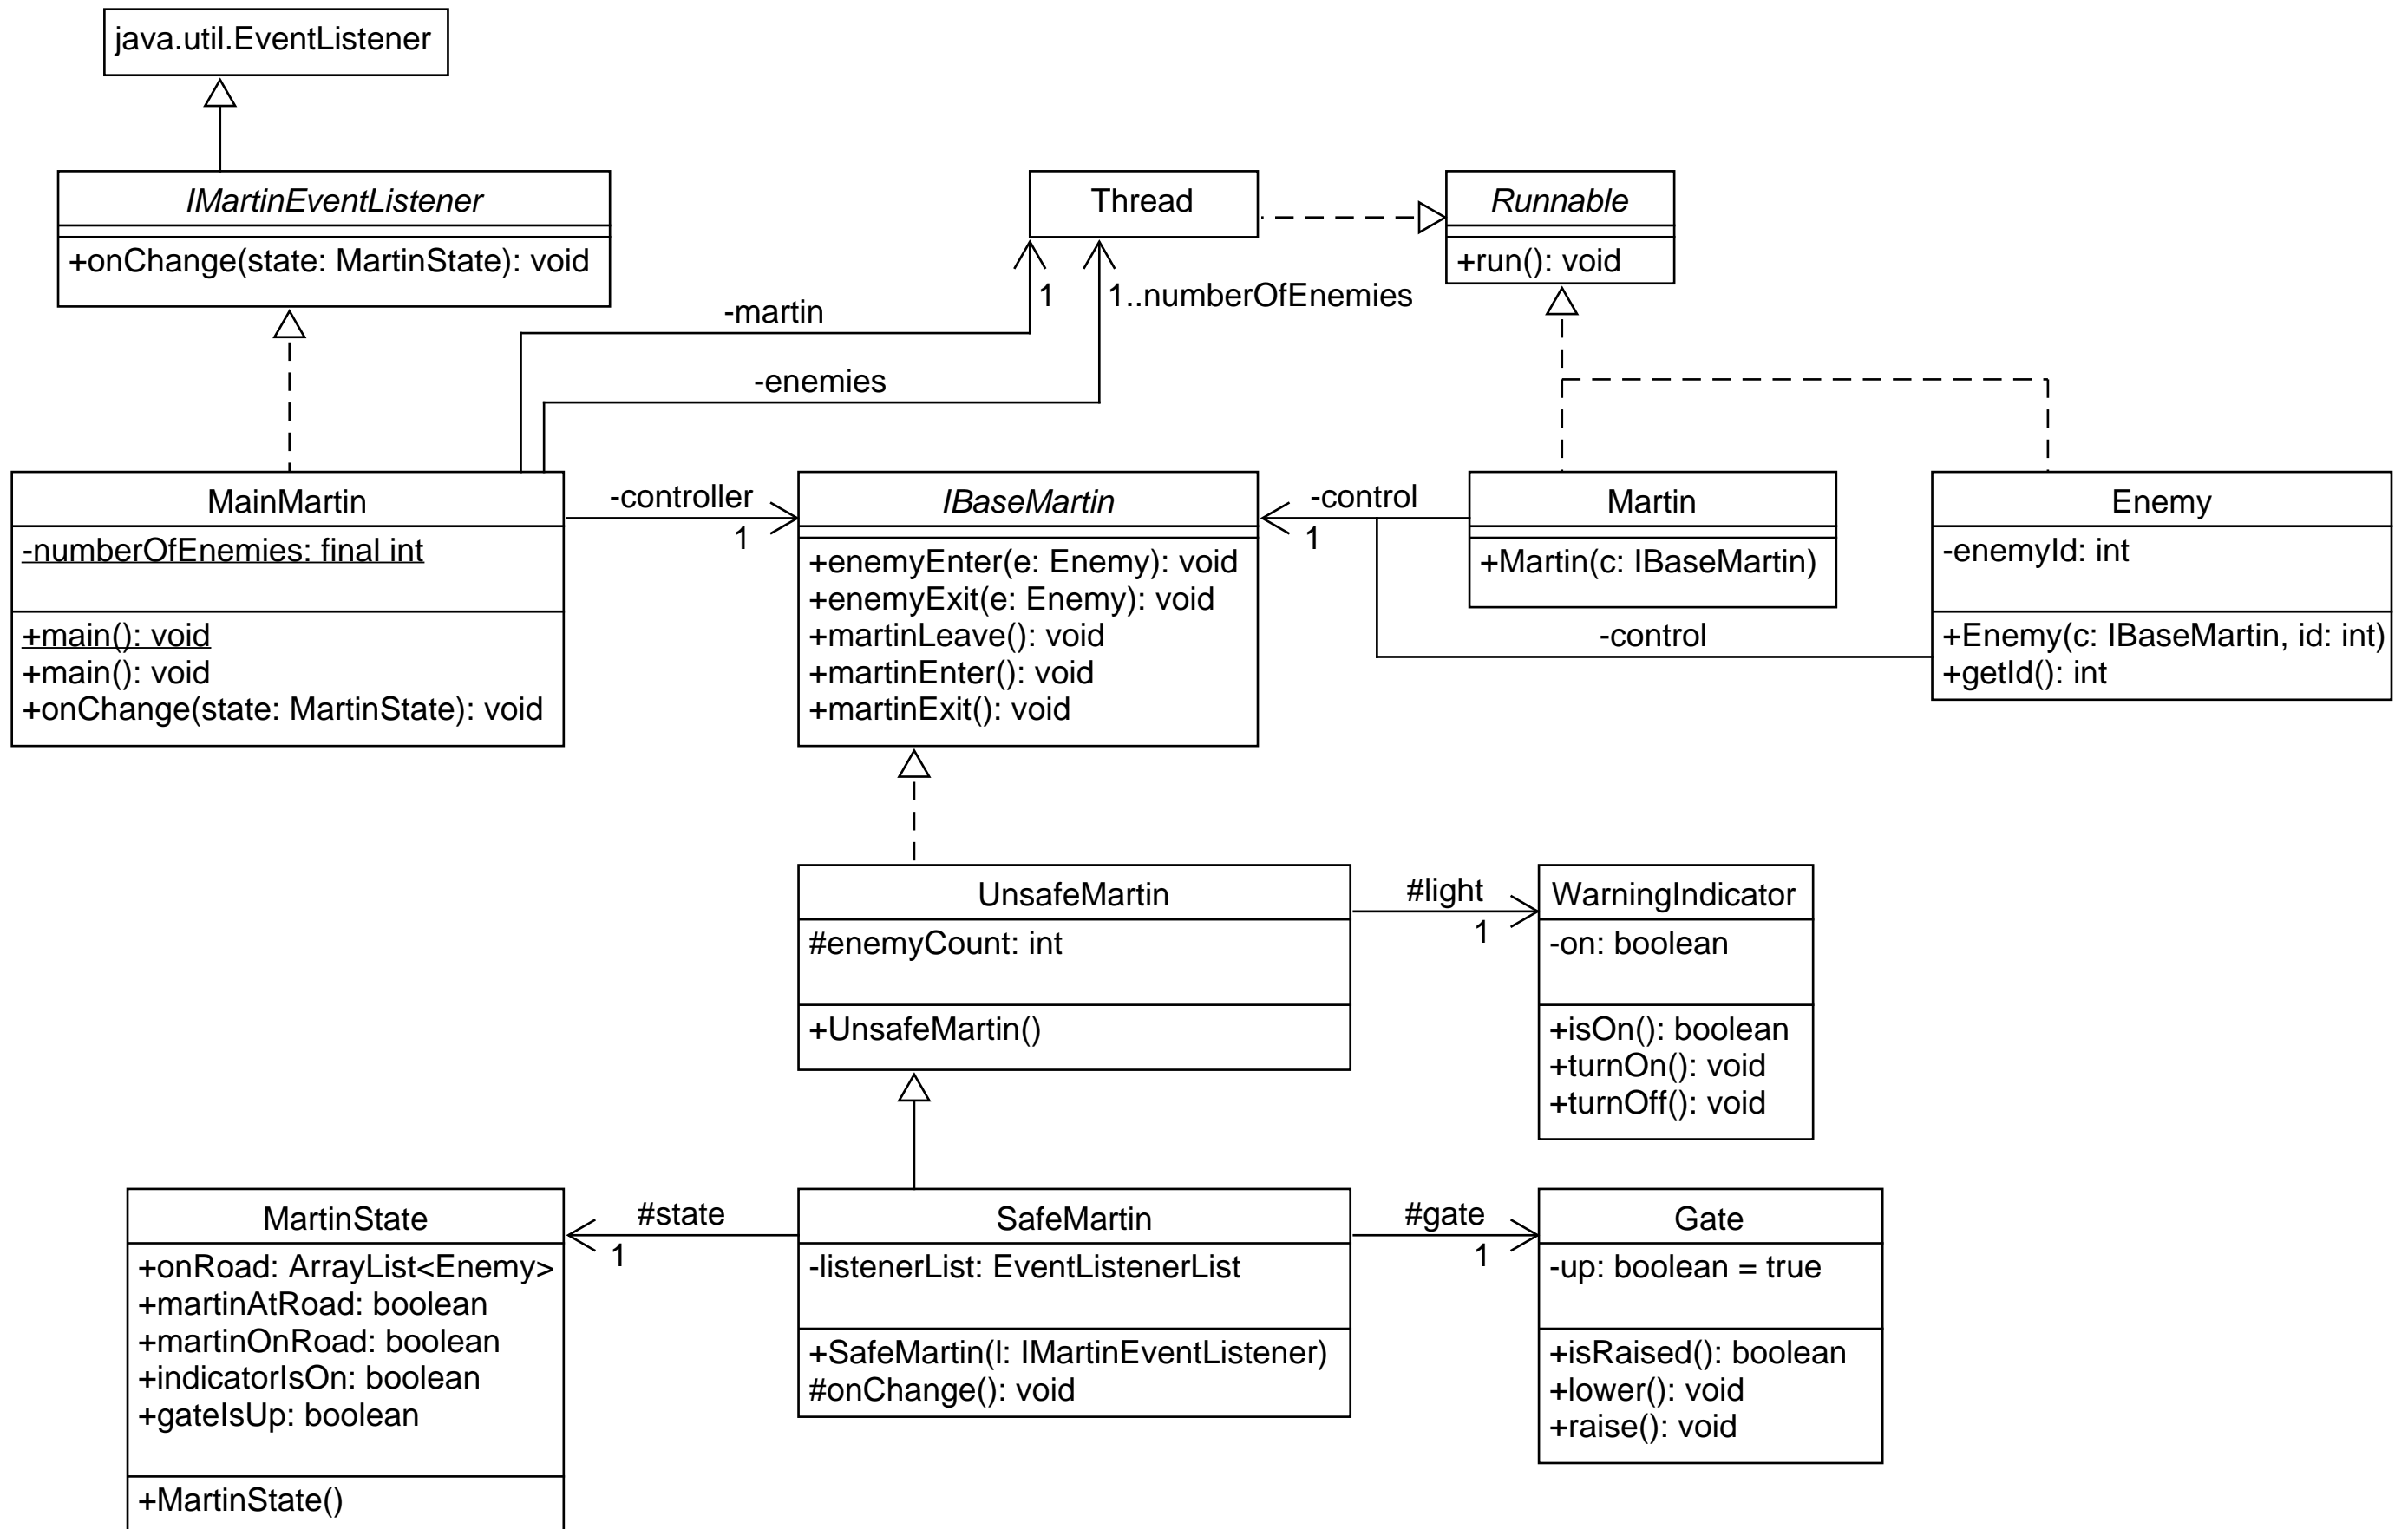 java.util.EventListener
IMartinEventListener
+onChange(state: MartinState): void
Thread
Runnable
+run(): void
-martin
1
1..numberOfEnemies
-enemies
MainMartin
-numberOfEnemies: final int
+main(): void
+main(): void
+onChange(state: MartinState): void
-controller
1
IBaseMartin
+enemyEnter(e: Enemy): void
+enemyExit(e: Enemy): void
+martinLeave(): void
+martinEnter(): void
+martinExit(): void
-control
1
Martin
+Martin(c: IBaseMartin)
-control
Enemy
-enemyId: int
+Enemy(c: IBaseMartin, id: int)
+getId(): int
UnsafeMartin
#enemyCount: int
+UnsafeMartin()
#light
1
WarningIndicator
-on: boolean
+isOn(): boolean
+turnOn(): void
+turnOff(): void
MartinState
+onRoad: ArrayList<Enemy>
+martinAtRoad: boolean
+martinOnRoad: boolean
+indicatorIsOn: boolean
+gateIsUp: boolean
+MartinState()
#state
1
SafeMartin
-listenerList: EventListenerList
+SafeMartin(l: IMartinEventListener)
#onChange(): void
#gate
1
Gate
-up: boolean = true
+isRaised(): boolean
+lower(): void
+raise(): void